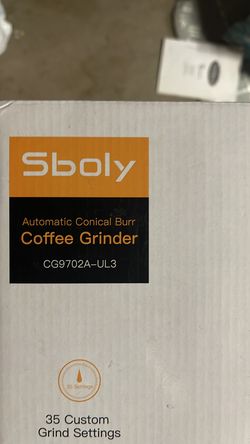 Sboly
Automatic Conical Burr
Coffee Grinder
CG9702A-UL3
35 Settings
35 Custom
Grind Settings